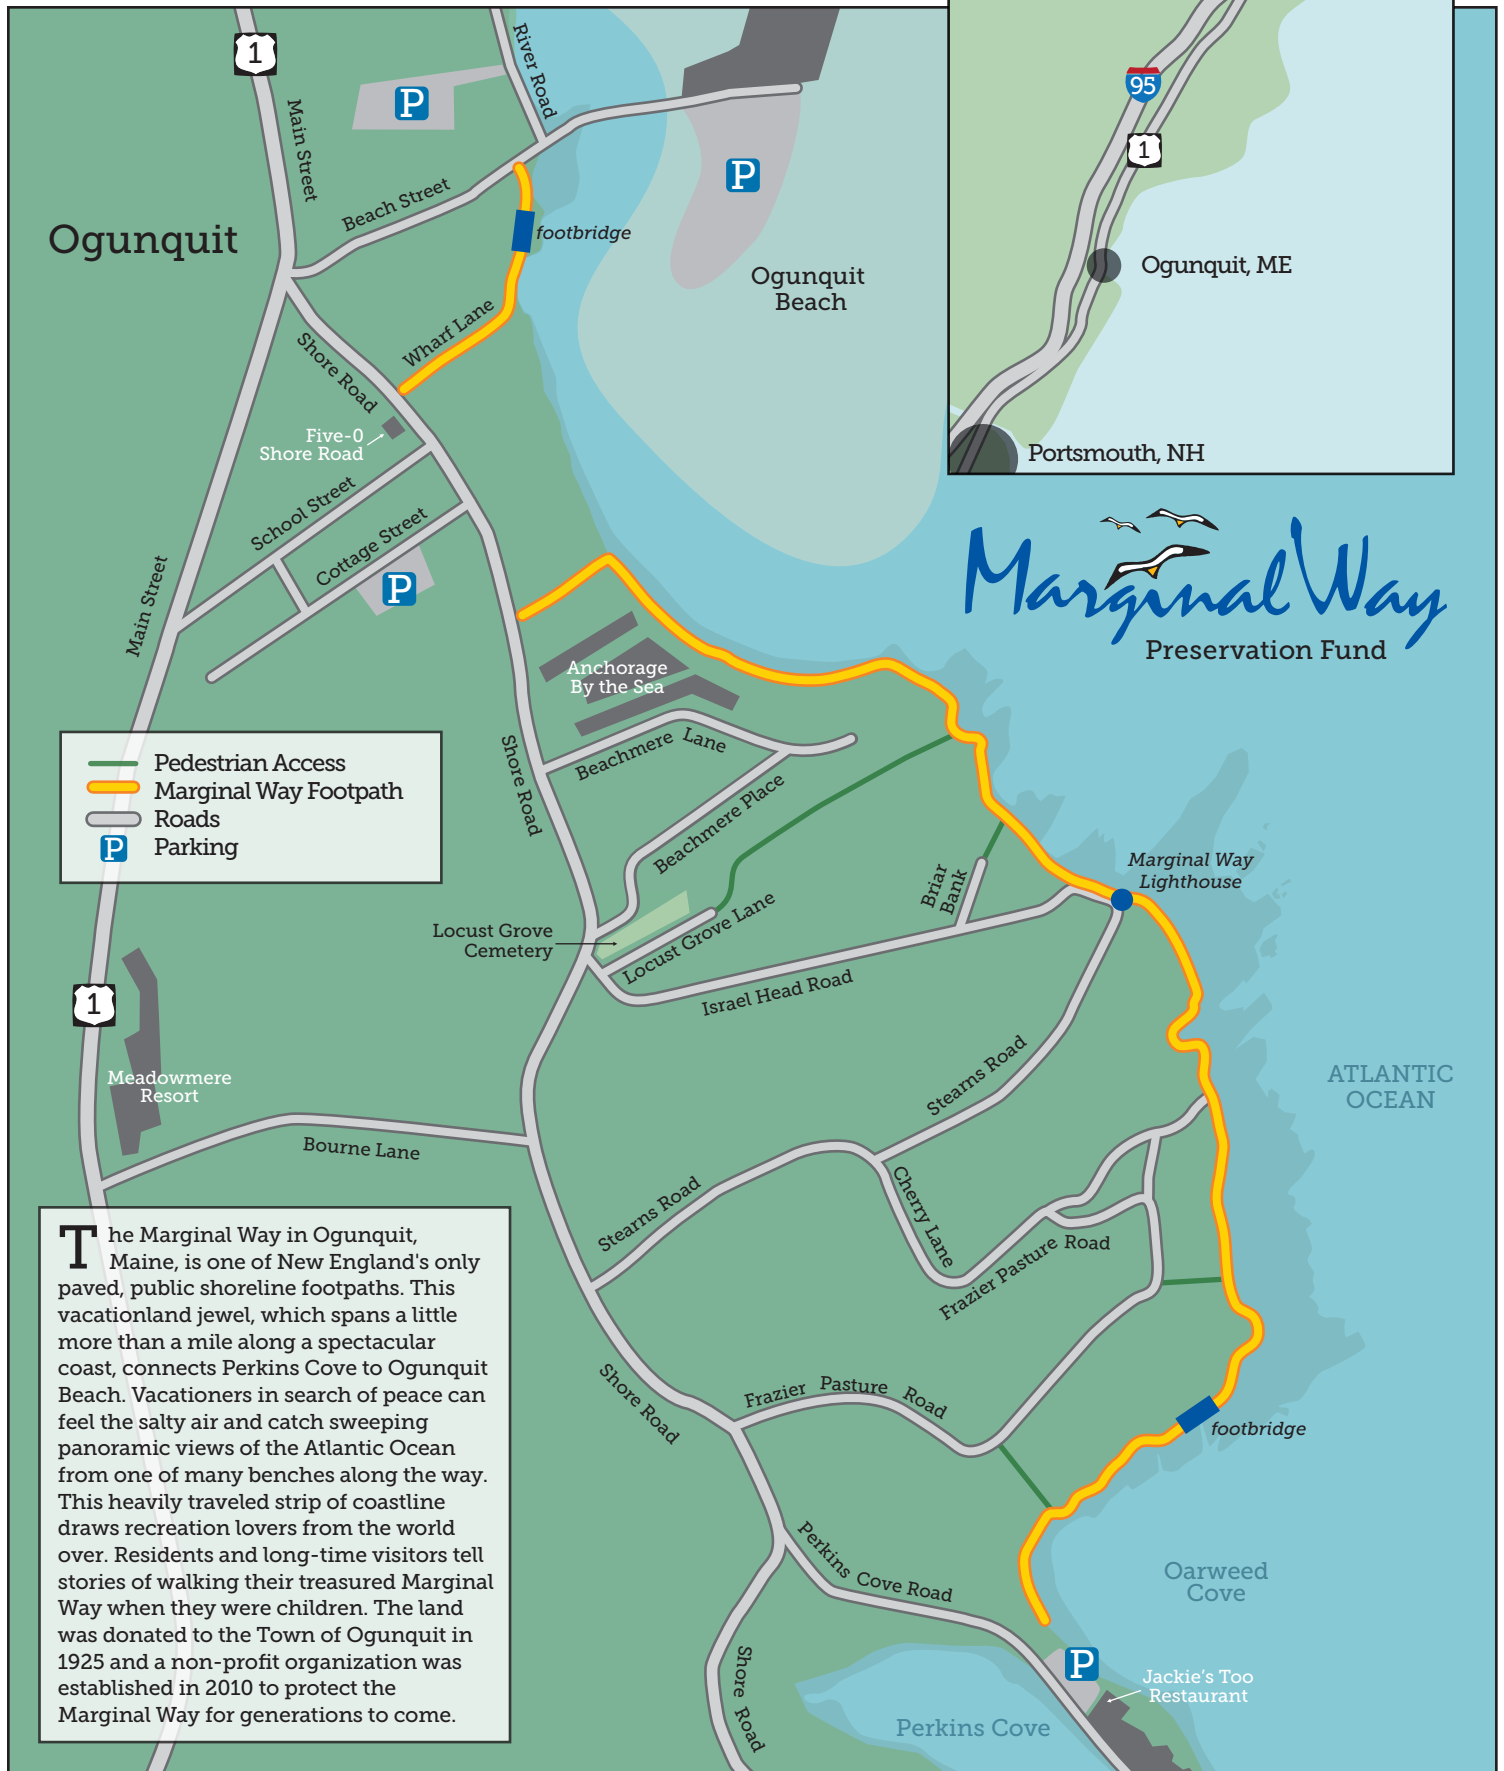 1
Main Street
River Road
P
P
Beach Street
Ogunquit
footbridge
Ogunquit
Beach
Wharf Lane
Shore Road
Five-0
Shore Road
School Street
Cottage Street
P
Main Street
95
1
Ogunquit, ME
Portsmouth, NH
Marginal Way
Preservation Fund
Anchorage
By the Sea
Pedestrian Access
Marginal Way Footpath
Roads
P Parking
Shore Road
Beachmere Lane
Beachmere Place
Briar
Bank
Marginal Way
Lighthouse
Locust Grove
Cemetery
Locust Grove Lane
Israel Head Road
1
Meadowmere
Resort
Bourne Lane
Stearns Road
ATLANTIC
OCEAN
Stearns Road
Cherry Lane
Frazier Pasture Road
The Marginal Way in Ogunquit,
Maine, is one of New England's only
paved, public shoreline footpaths. This
vacationland jewel, which spans a little
more than a mile along a spectacular
coast, connects Perkins Cove to Ogunquit
Beach. Vacationers in search of peace can
feel the salty air and catch sweeping
panoramic views of the Atlantic Ocean
from one of many benches along the way.
This heavily traveled strip of coastline
draws recreation lovers from the world
over. Residents and long-time visitors tell
stories of walking their treasured Marginal
Way when they were children. The land
was donated to the Town of Ogunquit in
1925 and a non-profit organization was
established in 2010 to protect the
Marginal Way for generations to come.
Shore Road
Frazier Pasture Road
footbridge
Perkins Cove Road
Oarweed
Cove
Shore Road
P
Jackie's Too
Restaurant
Perkins Cove